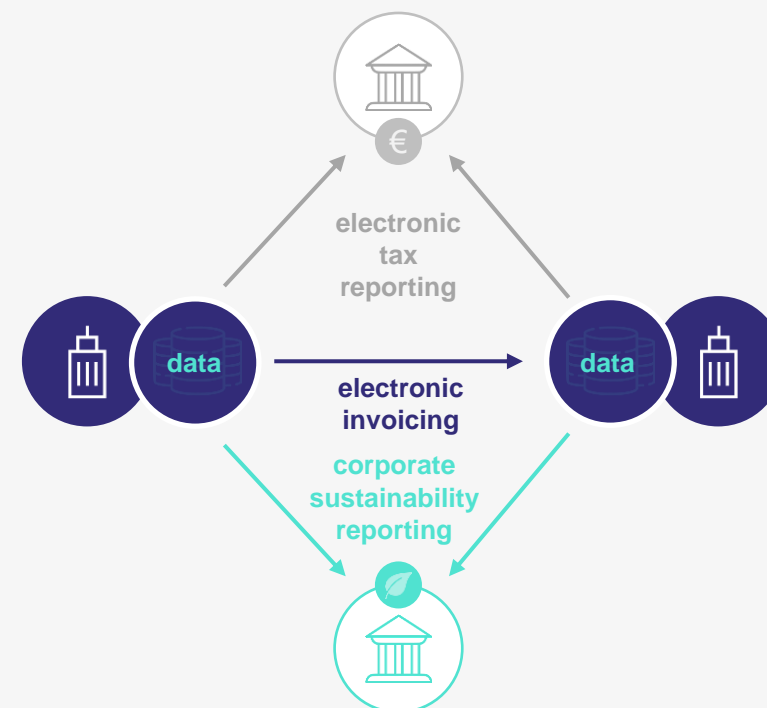 €
electronic
tax
reporting
data
data
electronic
invoicing
corporate
sustainability
reporting